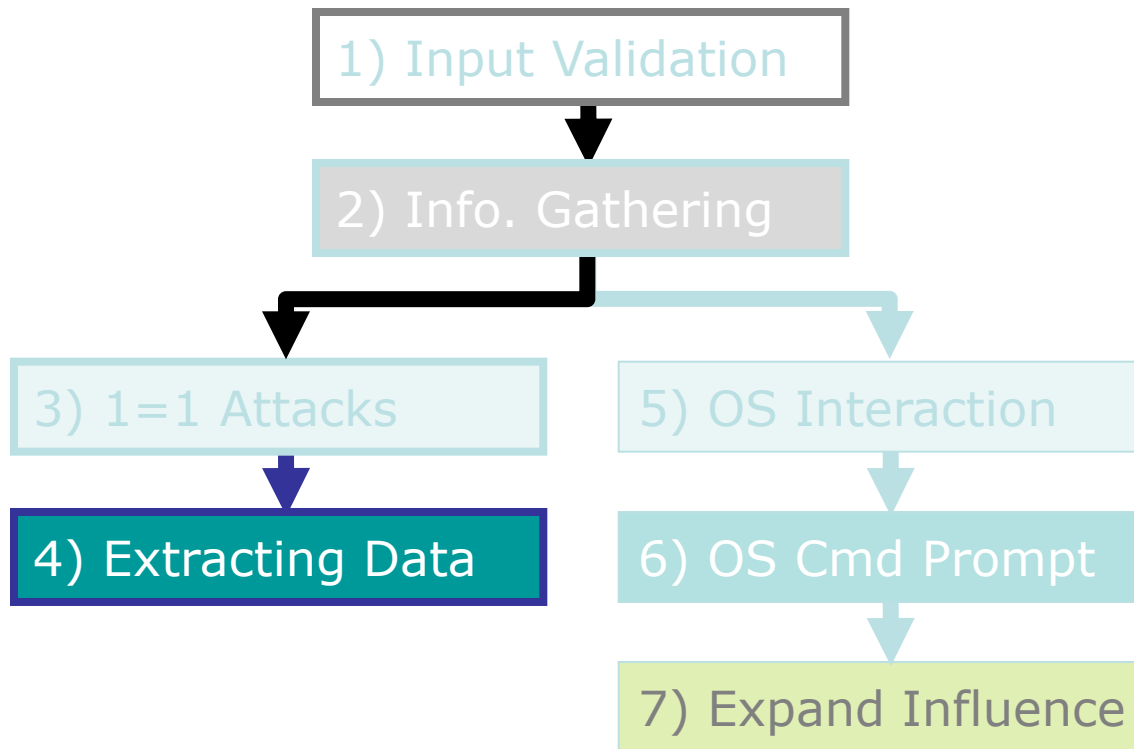 1) Input Validation
2) Info. Gathering
3) 1=1 Attacks
4) Extracting Data
5) OS Interaction
6) OS Cmd Prompt
7) Expand Influence